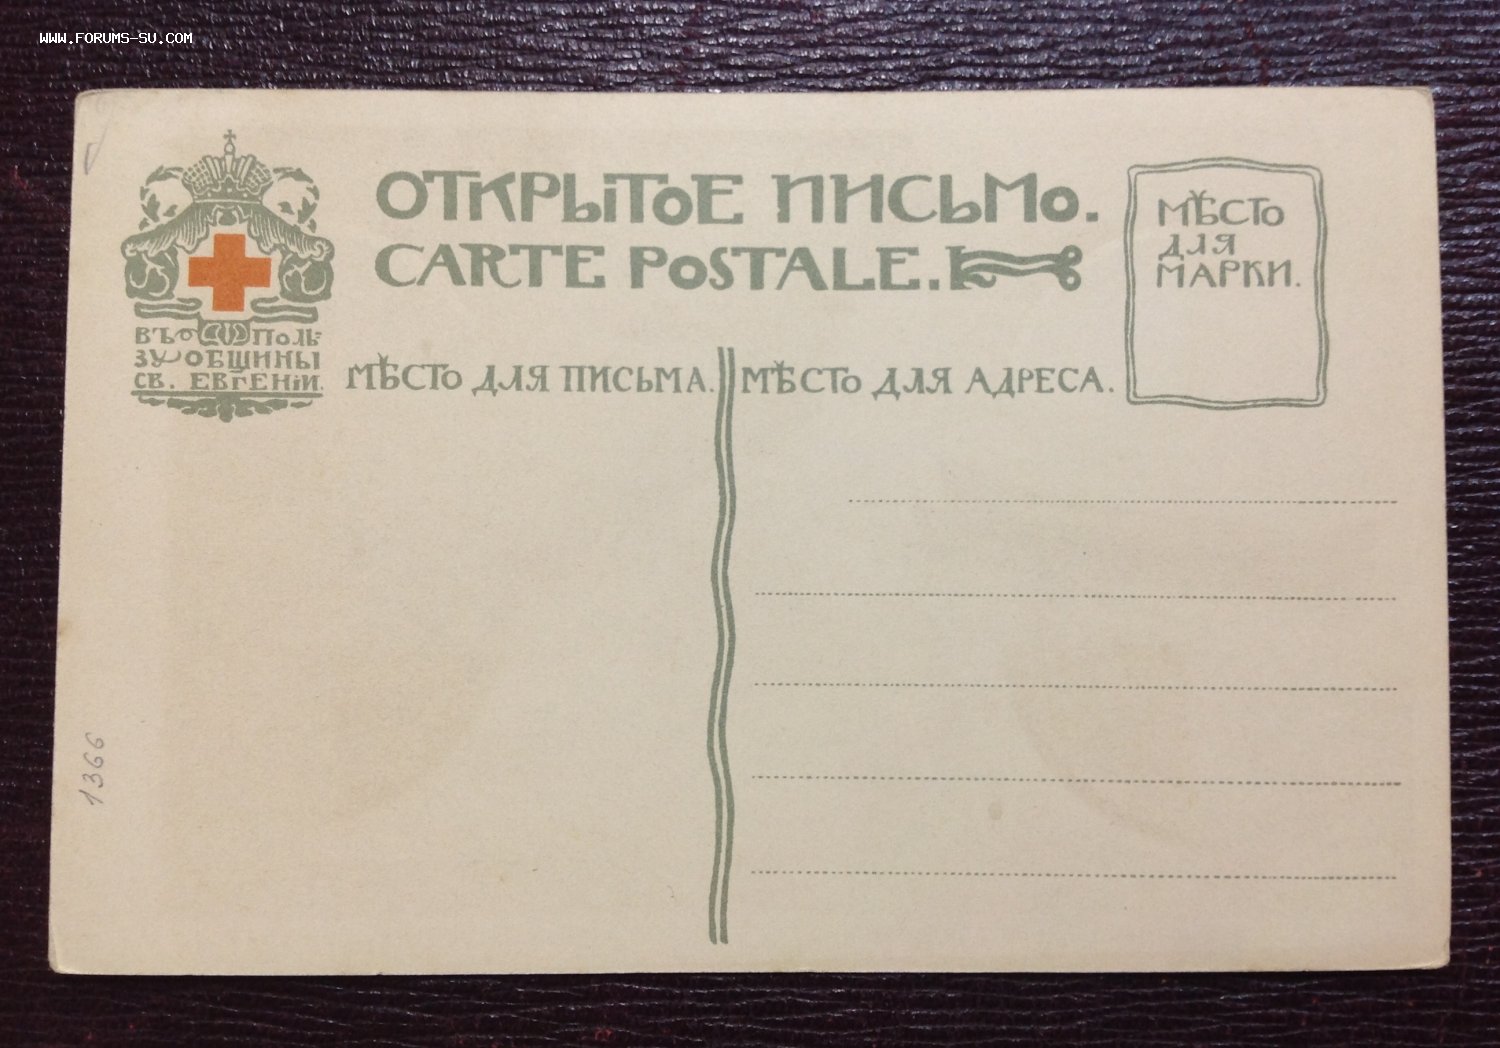 WWW.FORUMS-SU.COM
ОТКРЫТОЕ ПИСЬМО.
CARTE POSTALE.
МѢСТО
ДЛЯ
МАРКИ.
ВЪ ПОЛЬ-
ЗУ ОБЩИНЫ
СВ. ЕВГЕНІИ.
МѢСТО ДЛЯ ПИСЬМА.
МѢСТО ДЛЯ АДРЕСА.
1366